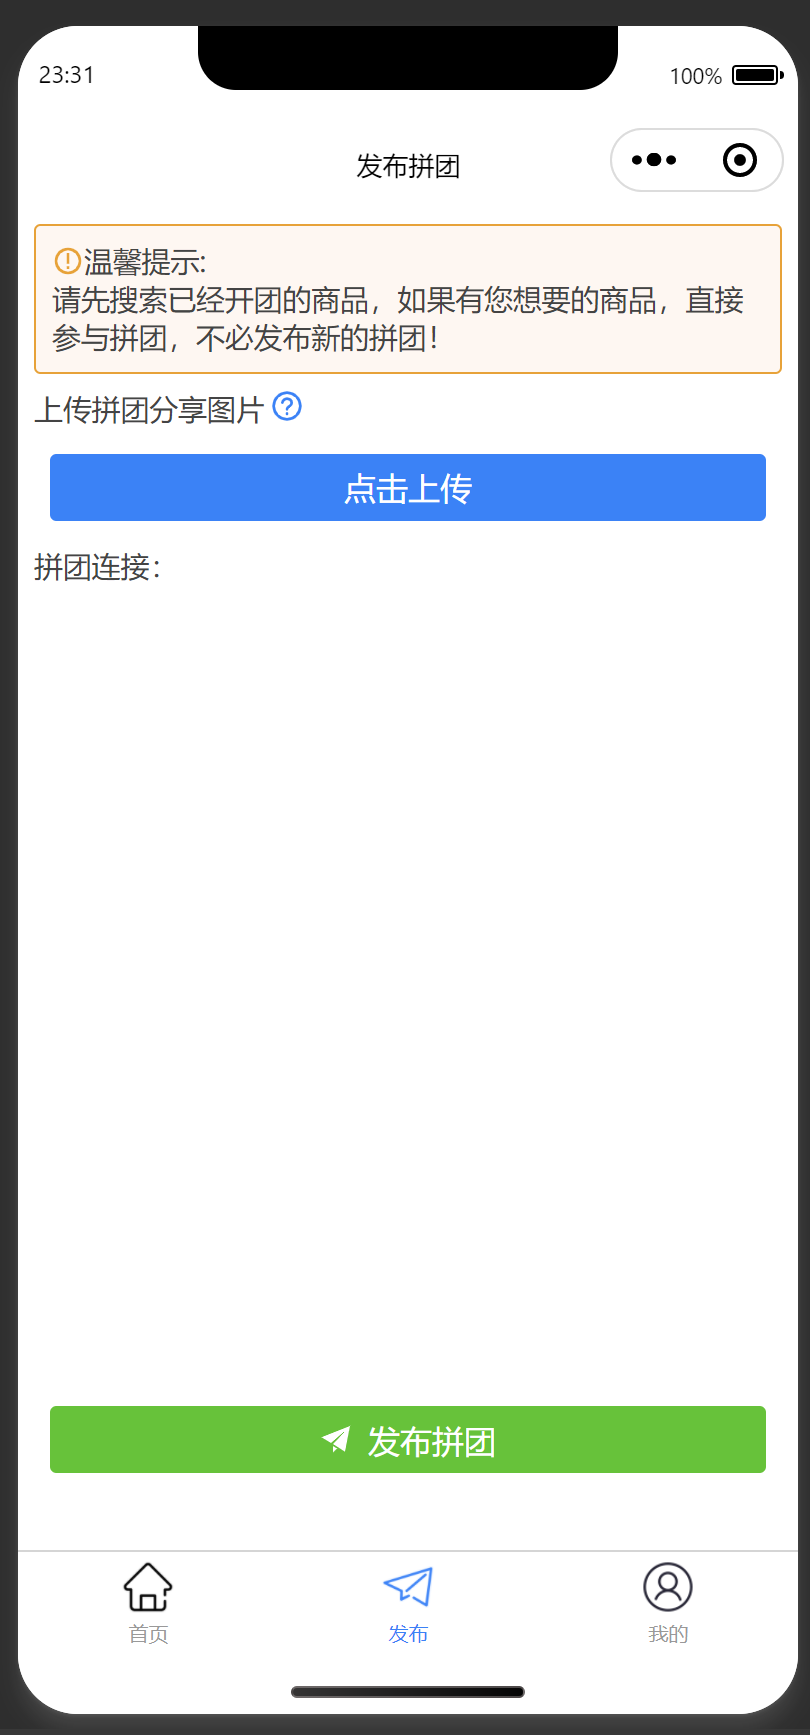 23:31
100%
发布拼团
温馨提示:
请先搜索已经开团的商品，如果有您想要的商品，直接
参与拼团，不必发布新的拼团！
上传拼团分享图片
点击上传
拼团连接：
发布拼团
首页
发布
我的